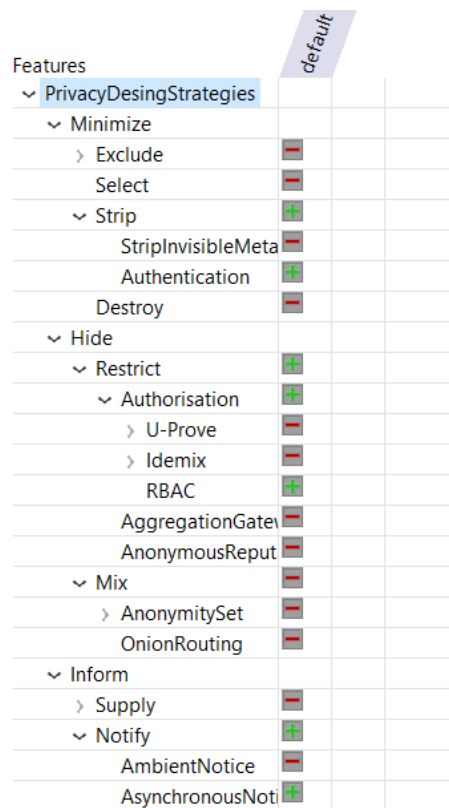 default
Features
PrivacyDesingStrategies
Minimize
Exclude
Select
Strip
StripInvisibleMeta
Authentication
Destroy
Hide
Restrict
Authorisation
U-Prove
Idemix
RBAC
AggregationGatev
AnonymousReput
Mix
AnonymitySet
OnionRouting
Inform
Supply
Notify
AmbientNotice
AsynchronousNoti